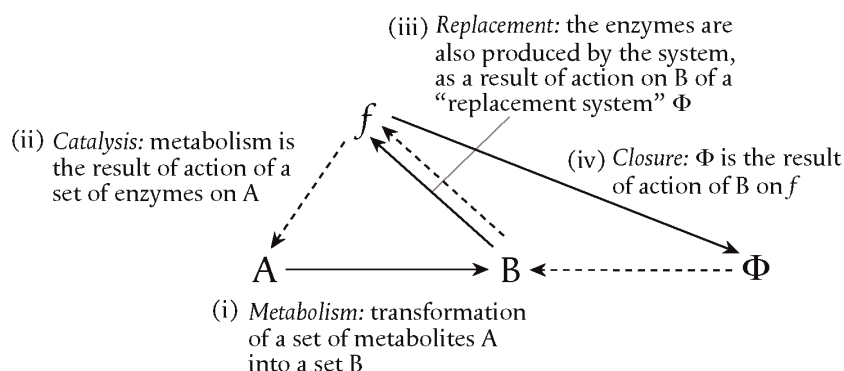 (iii) Replacement: the enzymes are
also produced by the system,
as a result of action on B of a
“replacement system” Φ
f
(ii) Catalysis: metabolism is
the result of action of a
set of enzymes on A
(iv) Closure: Φ is the result
of action of B on f
A
B
Φ
(i) Metabolism: transformation
of a set of metabolites A
into a set B